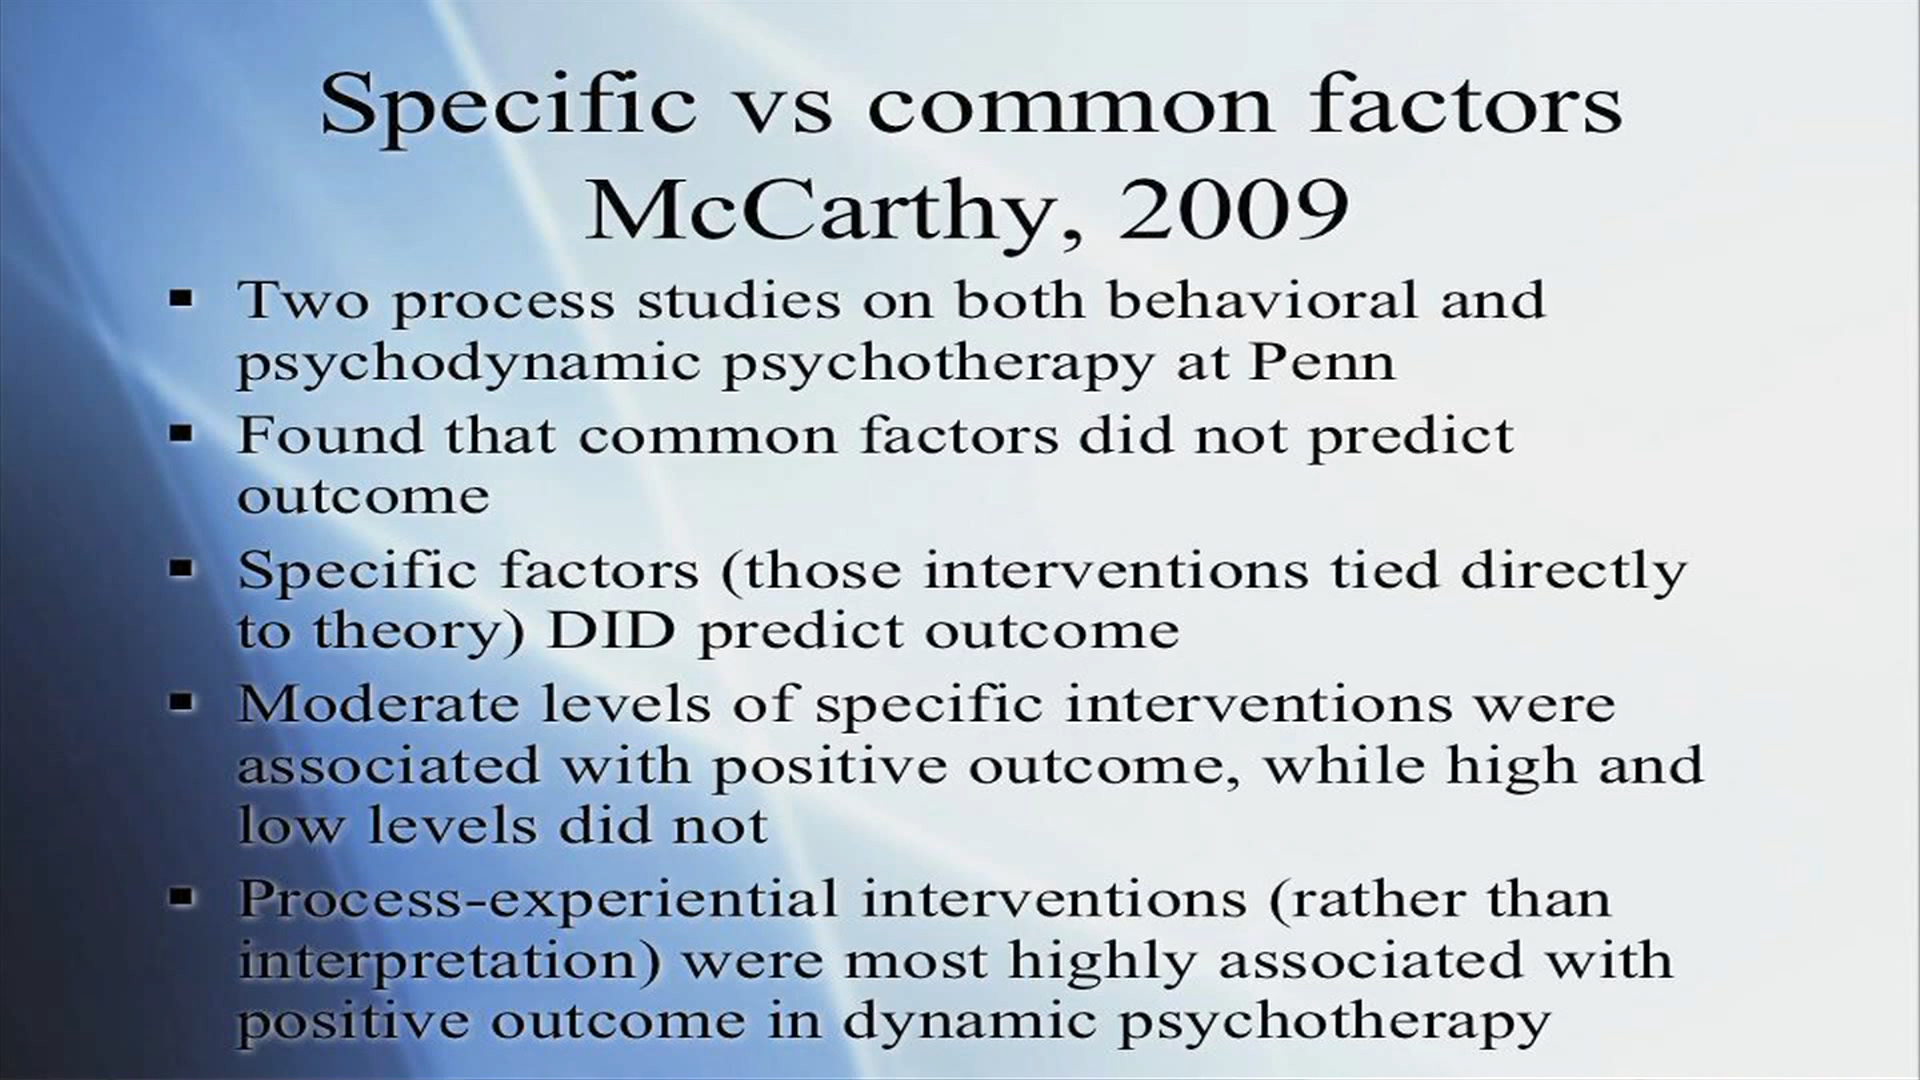 Specific vs common factors
McCarthy, 2009
▪ Two process studies on both behavioral and
psychodynamic psychotherapy at Penn
▪ Found that common factors did not predict
outcome
▪ Specific factors (those interventions tied directly
to theory) DID predict outcome
▪ Moderate levels of specific interventions were
associated with positive outcome, while high and
low levels did not
▪ Process-experiential interventions (rather than
interpretation) were most highly associated with
positive outcome in dynamic psychotherapy